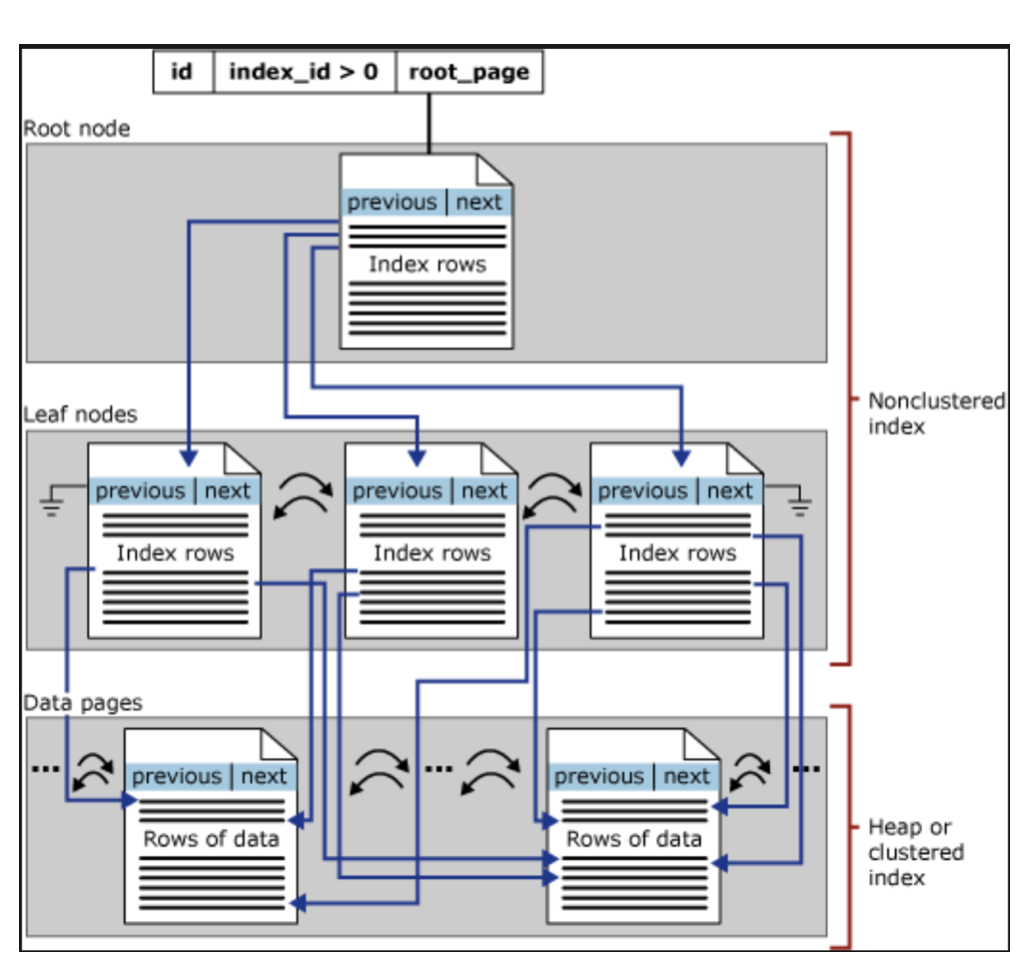 id index_id > 0 root_page
Root node
previous next
Index rows
Nonclustered
index
Leaf nodes
previous next previous next previous next
Index rows Index rows Index rows
Data pages
... ... ...
previous next previous next
Rows of data Rows of data
Heap or
clustered
index